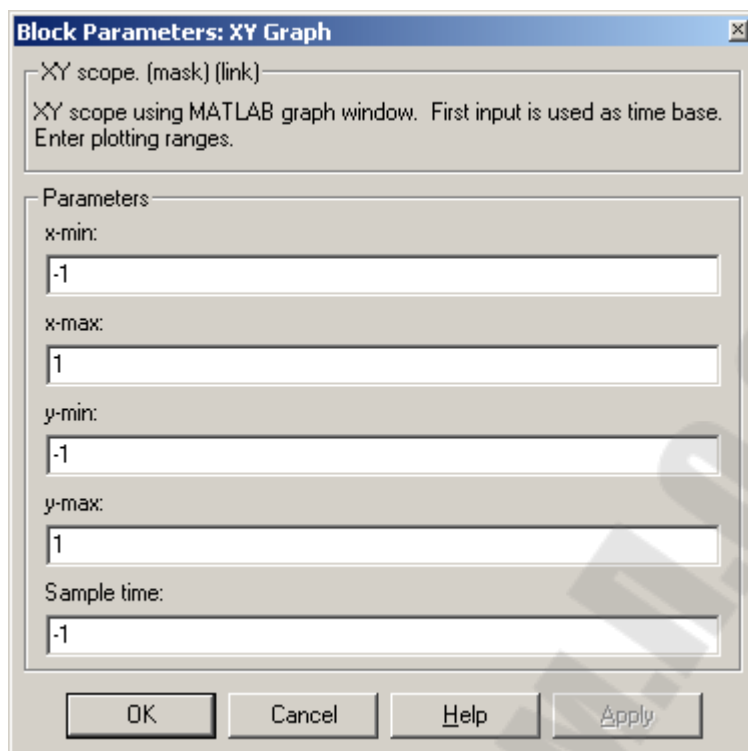 Block Parameters: XY Graph
XY scope. (mask) (link)
XY scope using MATLAB graph window. First input is used as time base.
Enter plotting ranges.
Parameters
x-min:
-1
x-max:
1
y-min:
-1
y-max:
1
Sample time:
-1
OK Cancel Help Apply